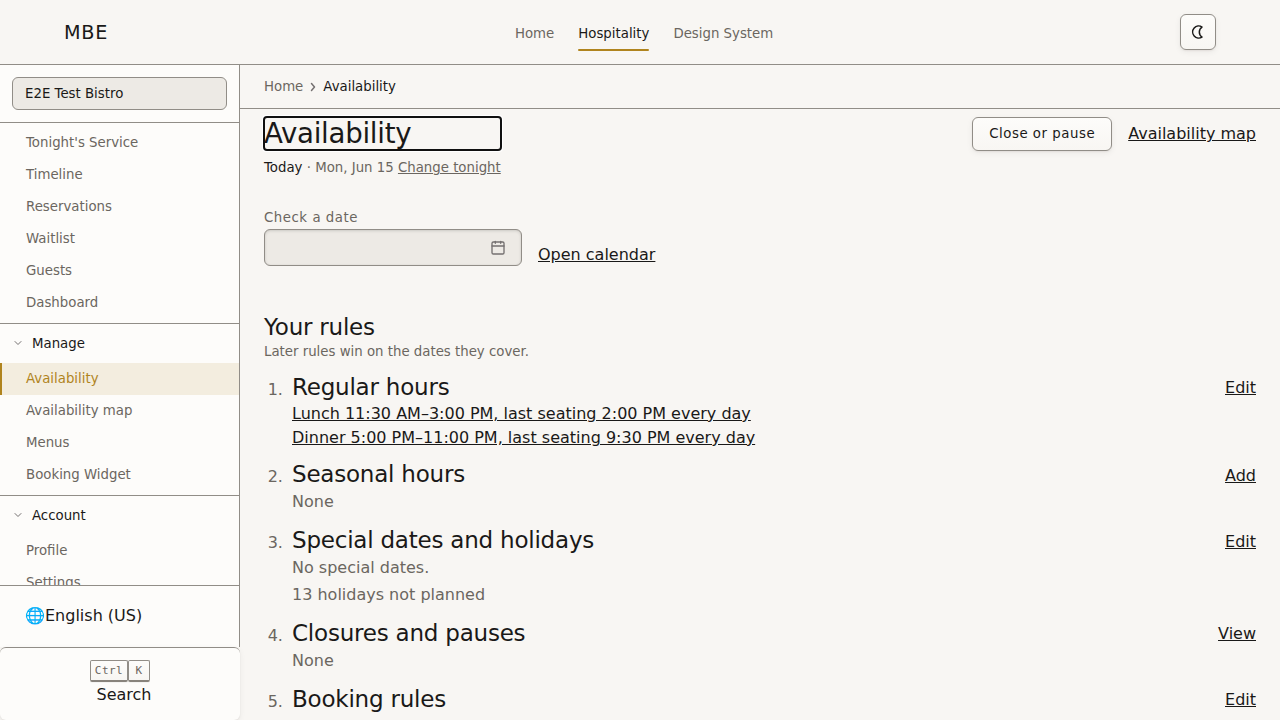 MBE
Home
Hospitality
Design System
E2E Test Bistro
Tonight's Service
Timeline
Reservations
Waitlist
Guests
Dashboard
Manage
Availability
Availability map
Menus
Booking Widget
Account
Profile
Settings
English (US)
Ctrl K
Search
Home
Availability
Availability
Close or pause
Availability map
Today · Mon, Jun 15 Change tonight
Check a date
Open calendar
Your rules
Later rules win on the dates they cover.
1. Regular hours
Edit
Lunch 11:30 AM–3:00 PM, last seating 2:00 PM every day
Dinner 5:00 PM–11:00 PM, last seating 9:30 PM every day
2. Seasonal hours
Add
None
3. Special dates and holidays
Edit
No special dates.
13 holidays not planned
4. Closures and pauses
View
None
5. Booking rules
Edit